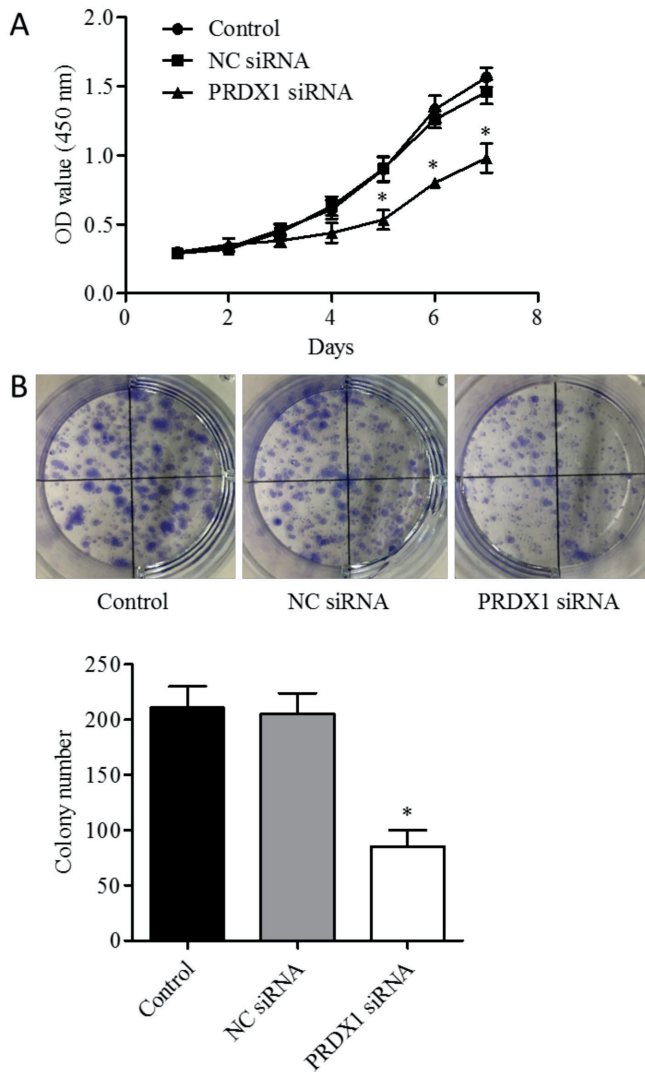 A
Control
NC siRNA
PRDX1 siRNA
OD value (450 nm)
2.0
1.5
1.0
0.5
0.0
*
*
*
0
2
4
6
8
Days
B
Control
NC siRNA
PRDX1 siRNA
Colony number
250
200
150
100
50
0
*
Control
NC siRNA
PRDX1 siRNA